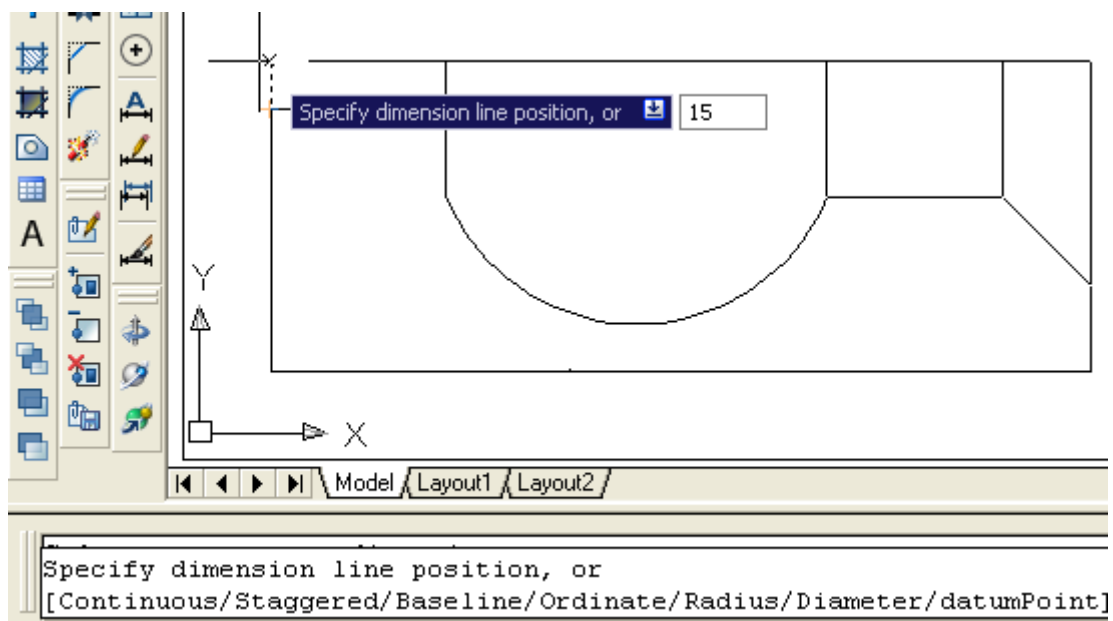 A
A
Specify dimension line position, or 15
Y
X
Model Layout1 Layout2
Specify dimension line position, or
[Continuous/Staggered/Baseline/Ordinate/Radius/Diameter/datumPoint]